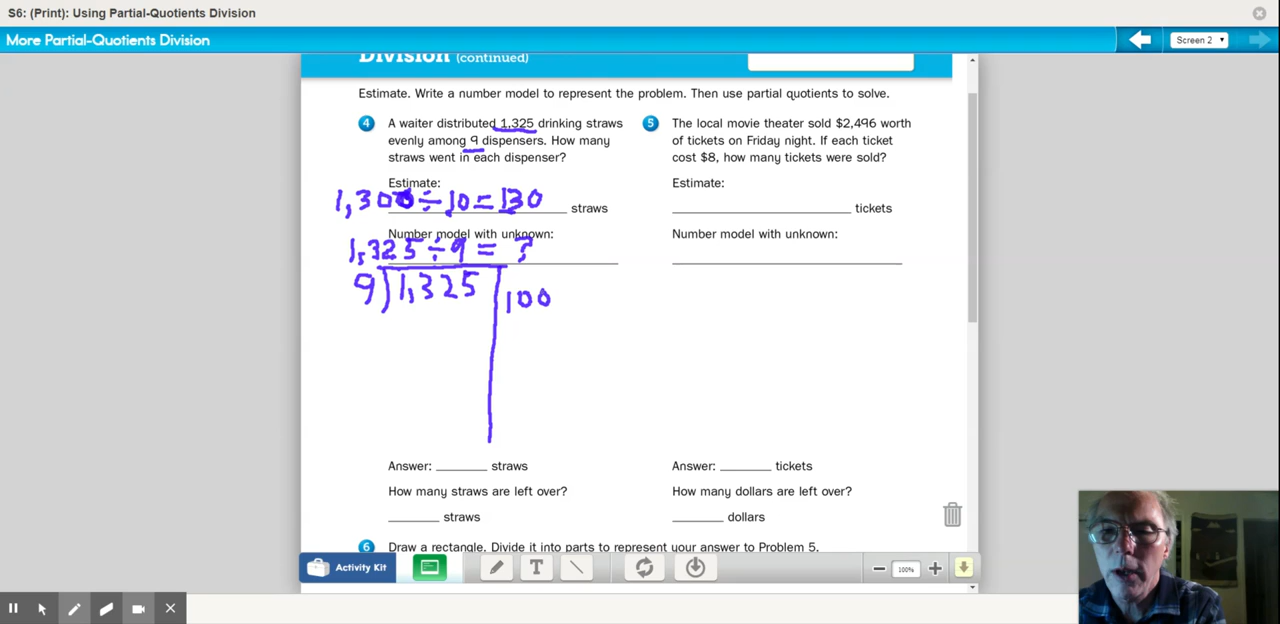 S6: (Print): Using Partial-Quotients Division
More Partial-Quotients Division
Screen 2
Division (continued)
Estimate. Write a number model to represent the problem. Then use partial quotients to solve.
4 A waiter distributed 1,325 drinking straws
evenly among 9 dispensers. How many
straws went in each dispenser?
Estimate:
1,300 ÷ 10 = 130
straws
Number model with unknown:
1,325 ÷ 9 = ?
9) 1,325
100
Answer: ______ straws
How many straws are left over?
______ straws
5 The local movie theater sold $2,496 worth
of tickets on Friday night. If each ticket
cost $8, how many tickets were sold?
Estimate:
______ tickets
Number model with unknown:
Answer: ______ tickets
How many dollars are left over?
______ dollars
6 Draw a rectangle. Divide it into parts to represent your answer to Problem 5.
Activity Kit
T
100%